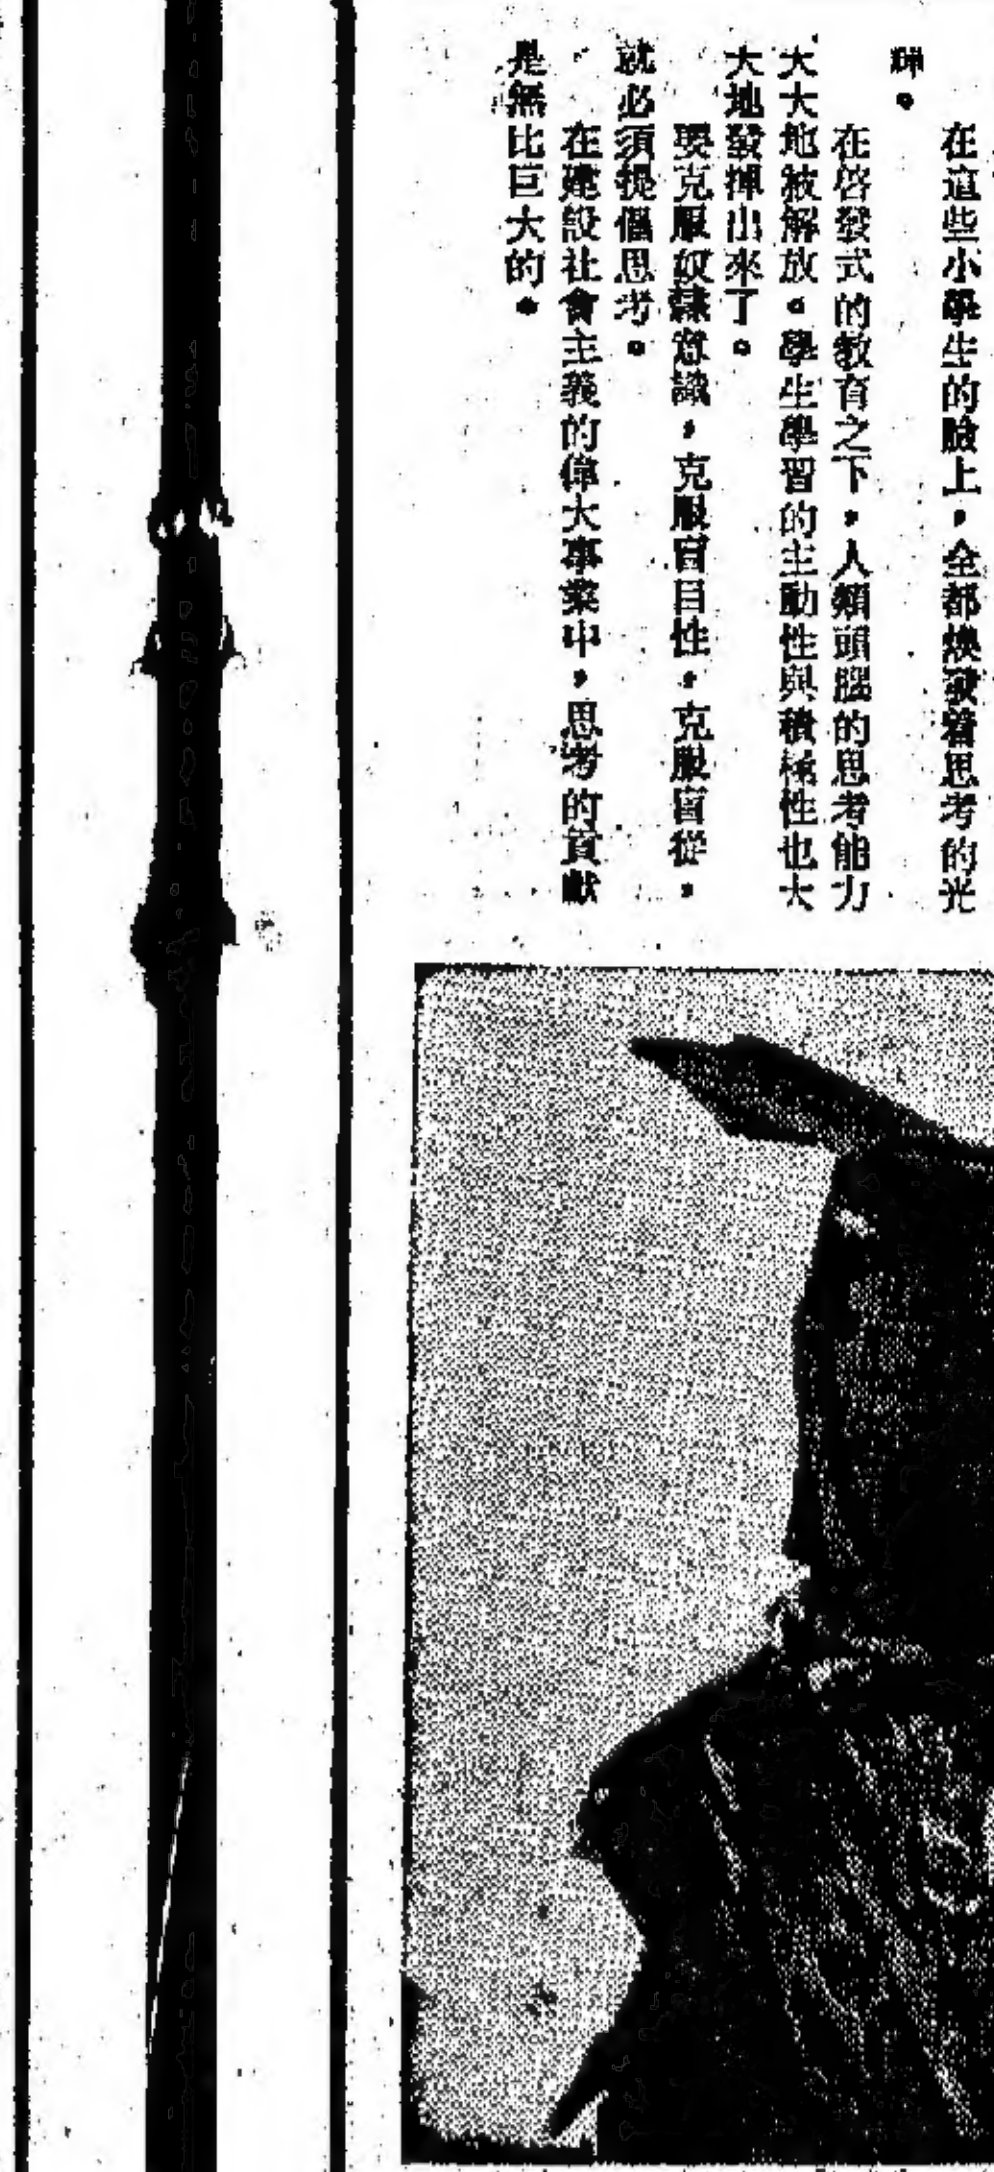 在這些小學生的臉上，全都煥發着思考的光
輝。
在啓發式的教育之下，人類頭腦的思考能力
大大地被解放。學生學習的主動性與積極性也大
大地發揮出來了。
要克服奴隸意識，克服盲目性，克服盲從，
就必須提倡思考。
在建設社會主義的偉大事業中，思考的貢獻
是無比巨大的。